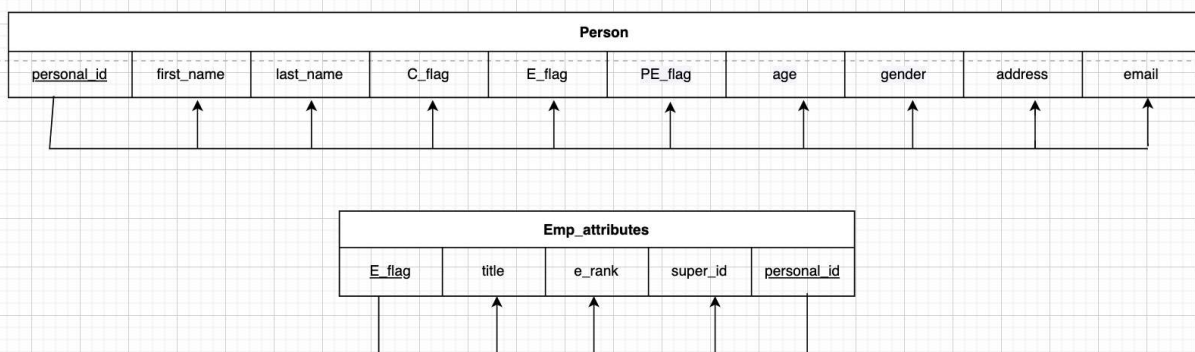 Person
personal_id first_name last_name C_flag E_flag PE_flag age gender address email
Emp_attributes
E_flag title e_rank super_id personal_id